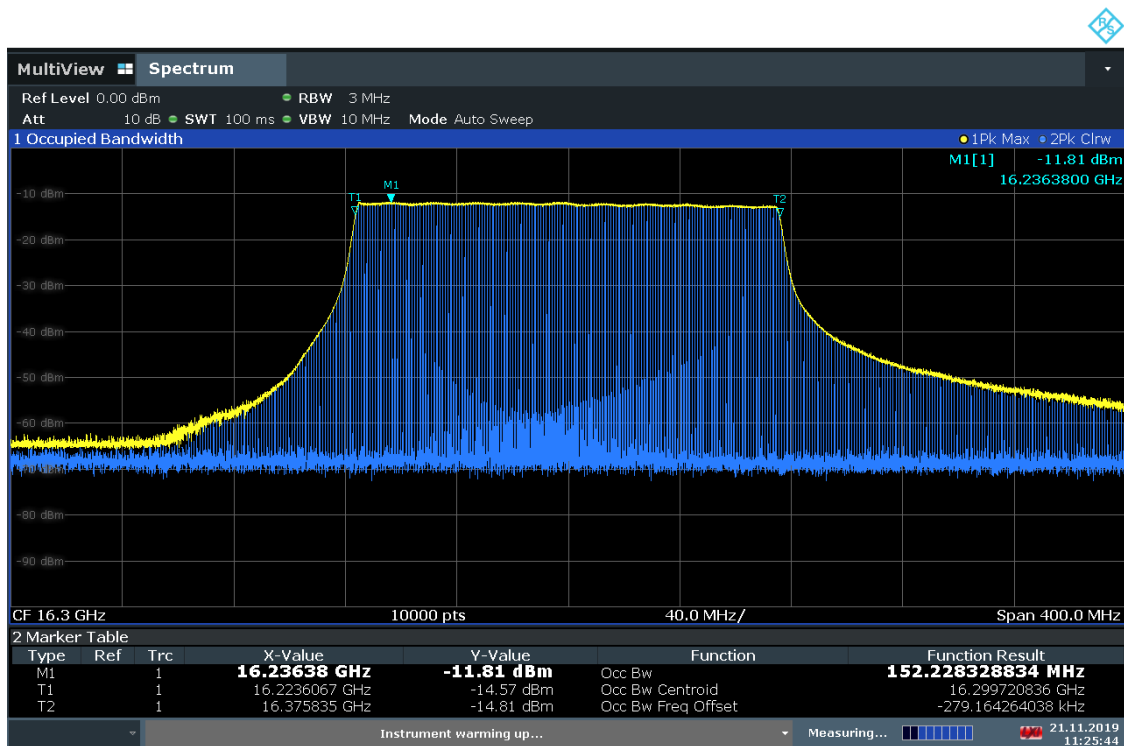 R&S
MultiView Spectrum
Ref Level 0.00 dBm RBW 3 MHz
Att 10 dB SWT 100 ms VBW 10 MHz Mode Auto Sweep
1 Occupied Bandwidth 1Pk Max 2Pk Clrw
M1[1] -11.81 dBm
16.2363800 GHz
M1
-10 dBm
T1 T2
-20 dBm
-30 dBm
-40 dBm
-50 dBm
-60 dBm
-80 dBm
-90 dBm
CF 16.3 GHz 10000 pts 40.0 MHz/ Span 400.0 MHz
2 Marker Table
Type Ref Trc X-Value Y-Value Function Function Result
M1 1 16.23638 GHz -11.81 dBm Occ Bw 152.228328834 MHz
T1 1 16.2236067 GHz -14.57 dBm Occ Bw Centroid 16.299720836 GHz
T2 1 16.375835 GHz -14.81 dBm Occ Bw Freq Offset -279.164264038 kHz
Instrument warming up... Measuring... 21.11.2019
11:25:44